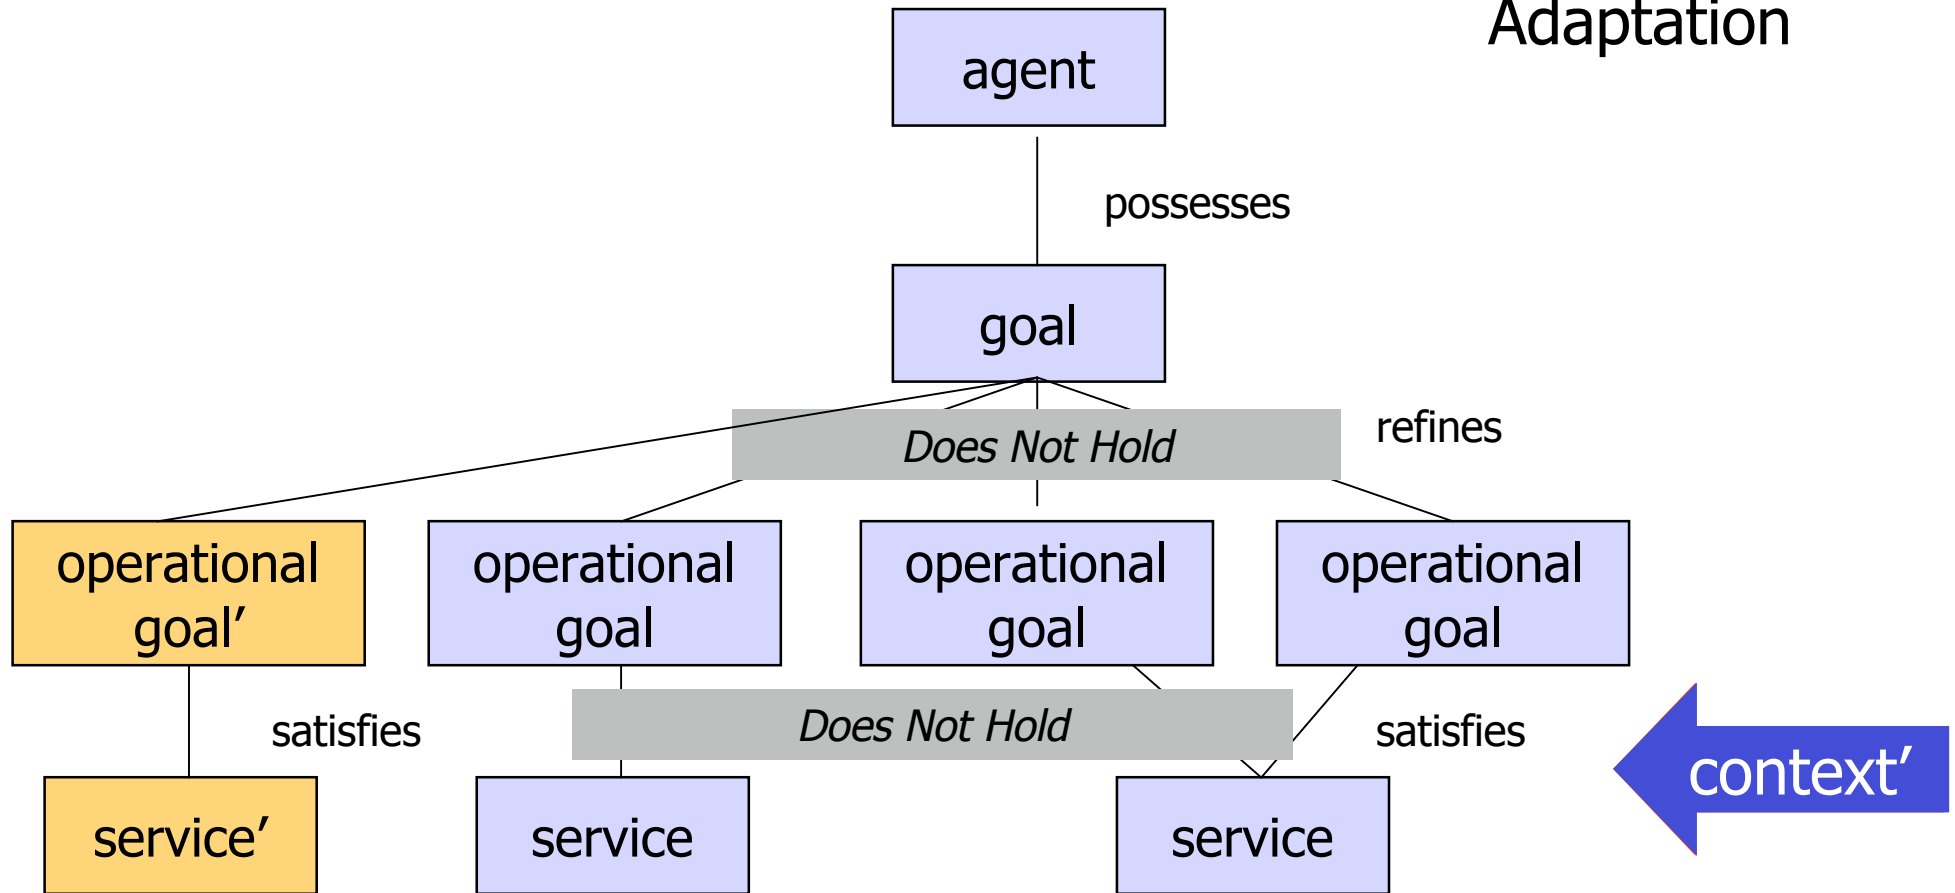 Adaptation
agent
possesses
goal
Does Not Hold
refines
operational
goal′
operational
goal
operational
goal
operational
goal
satisfies
Does Not Hold
satisfies
context′
service′
service
service